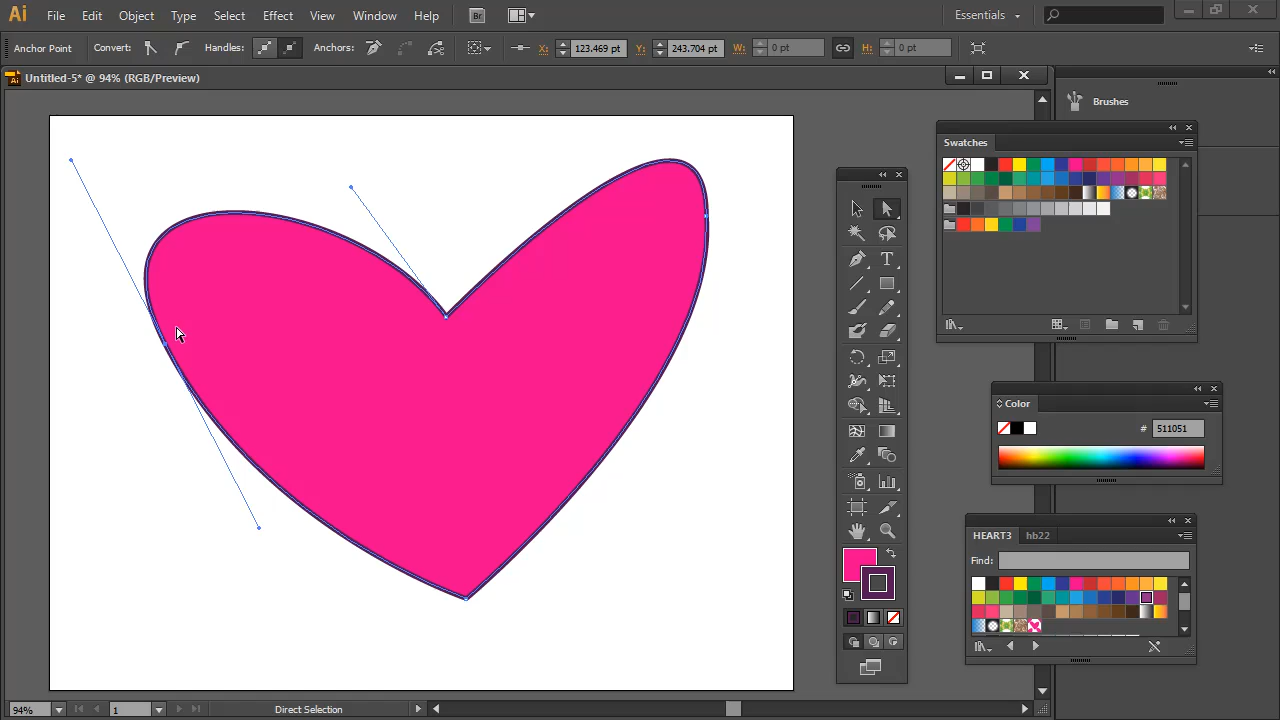 Ai File Edit Object Type Select Effect View Window Help Br Essentials
Anchor Point Convert: Handles: Anchors: X: 123.469 pt Y: 243.704 pt W: 0 pt H: 0 pt
Ai Untitled-5* @ 94% (RGB/Preview)
Brushes
Swatches
Color
# 511051
HEART3 hb22
Find:
94% 1 Direct Selection